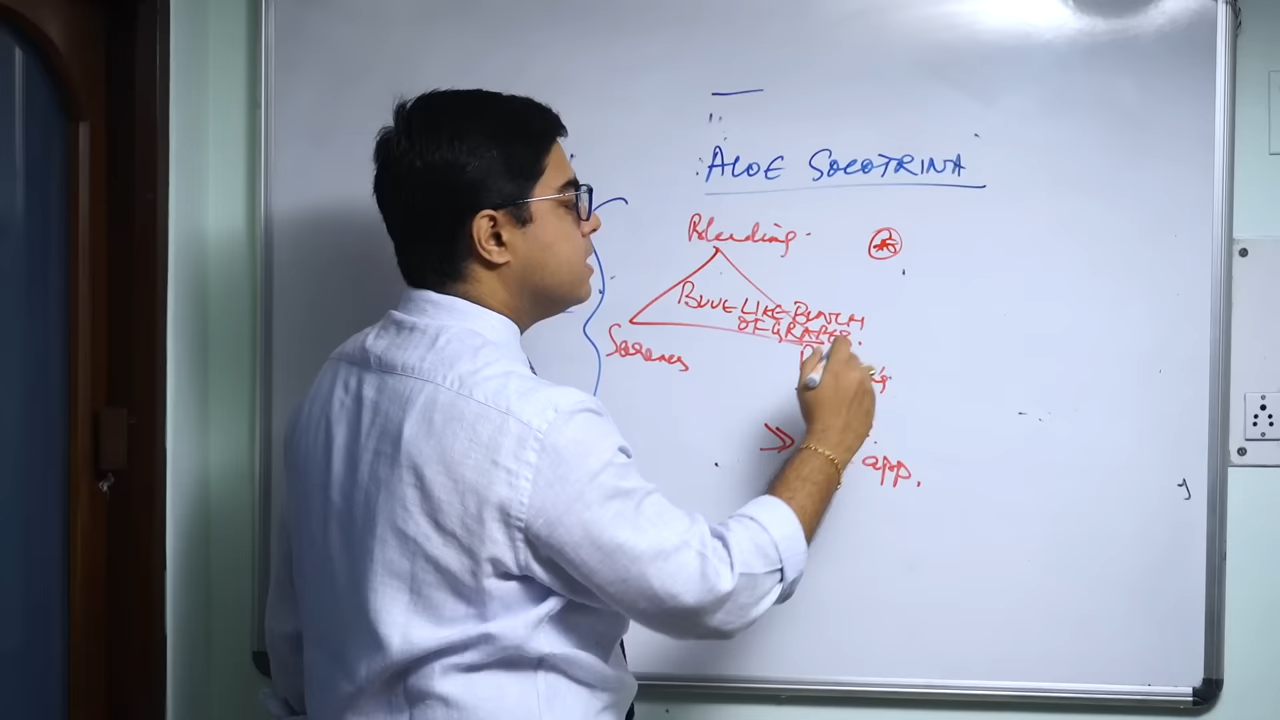 ALOE SOCOTRINA
Bleeding.
BLUE LIKE BUNCH
OF GRAPES.
Soreness
app.